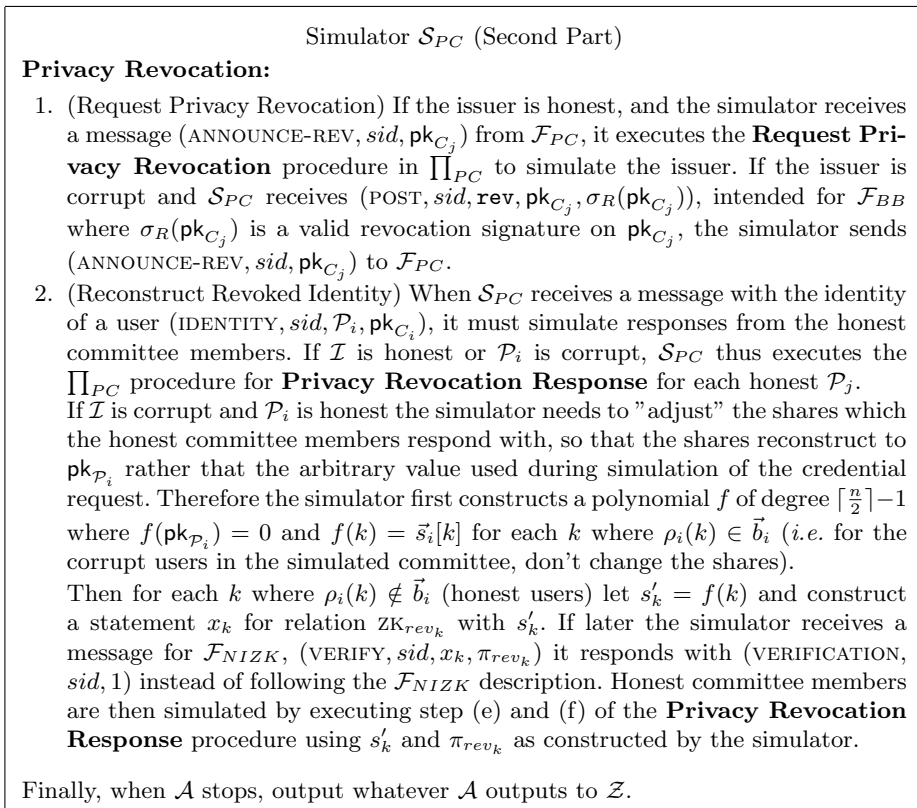 Simulator 𝒮_PC (Second Part)
Privacy Revocation:
1. (Request Privacy Revocation) If the issuer is honest, and the simulator receives
a message (ANNOUNCE-REV, sid, pk_{C_j}) from ℱ_PC, it executes the Request Pri-
vacy Revocation procedure in ∏_PC to simulate the issuer. If the issuer is
corrupt and 𝒮_PC receives (POST, sid, rev, pk_{C_j}, σ_R(pk_{C_j})), intended for ℱ_BB
where σ_R(pk_{C_j}) is a valid revocation signature on pk_{C_j}, the simulator sends
(ANNOUNCE-REV, sid, pk_{C_j}) to ℱ_PC.
2. (Reconstruct Revoked Identity) When 𝒮_PC receives a message with the identity
of a user (IDENTITY, sid, 𝒫_i, pk_{C_i}), it must simulate responses from the honest
committee members. If ℐ is honest or 𝒫_i is corrupt, 𝒮_PC thus executes the
∏_PC procedure for Privacy Revocation Response for each honest 𝒫_j.
If ℐ is corrupt and 𝒫_i is honest the simulator needs to ”adjust” the shares which
the honest committee members respond with, so that the shares reconstruct to
pk_{𝒫_i} rather that the arbitrary value used during simulation of the credential
request. Therefore the simulator first constructs a polynomial f of degree ⌈n/2⌉−1
where f(pk_{𝒫_i}) = 0 and f(k) = s⃗_i[k] for each k where ρ_i(k) ∈ b⃗_i (i.e. for the
corrupt users in the simulated committee, don't change the shares).
Then for each k where ρ_i(k) ∉ b⃗_i (honest users) let s′_k = f(k) and construct
a statement x_k for relation ZK_{rev_k} with s′_k. If later the simulator receives a
message for ℱ_NIZK, (VERIFY, sid, x_k, π_{rev_k}) it responds with (VERIFICATION,
sid, 1) instead of following the ℱ_NIZK description. Honest committee members
are then simulated by executing step (e) and (f) of the Privacy Revocation
Response procedure using s′_k and π_{rev_k} as constructed by the simulator.
Finally, when 𝒜 stops, output whatever 𝒜 outputs to 𝒵.